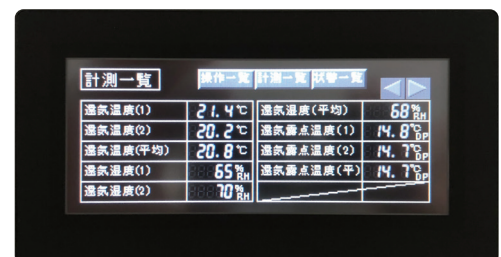 計測一覧 操作一覧 計測一覧 状態一覧
還気温度(1) 21.4℃ 還気湿度(平均) 68%RH
還気温度(2) 20.2℃ 還気露点温度(1) 14.8℃DP
還気温度(平均) 20.8℃ 還気露点温度(2) 14.7℃DP
還気湿度(1) 65%RH 還気露点温度(平) 14.7℃DP
還気湿度(2) 70%RH